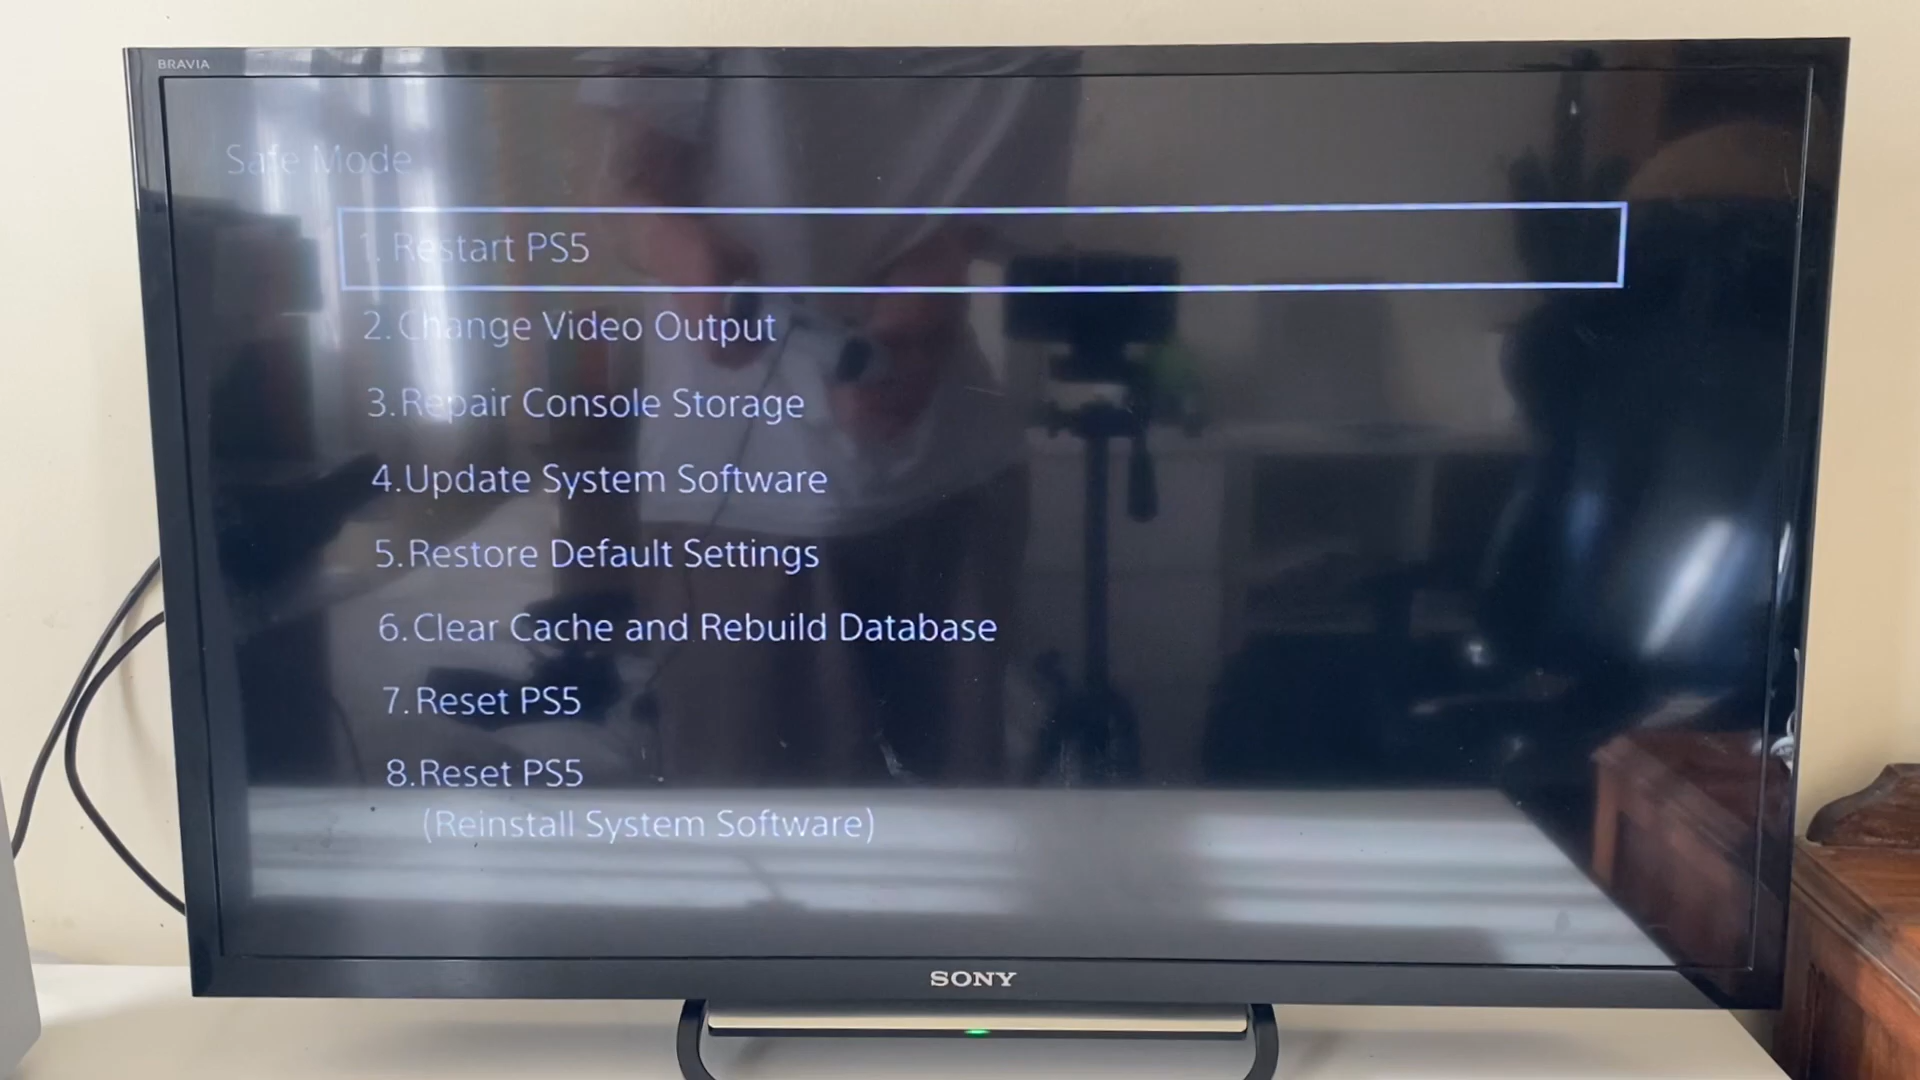 BRAVIA
Safe Mode
1. Restart PS5
2. Change Video Output
3. Repair Console Storage
4. Update System Software
5. Restore Default Settings
6. Clear Cache and Rebuild Database
7. Reset PS5
8. Reset PS5
(Reinstall System Software)
SONY